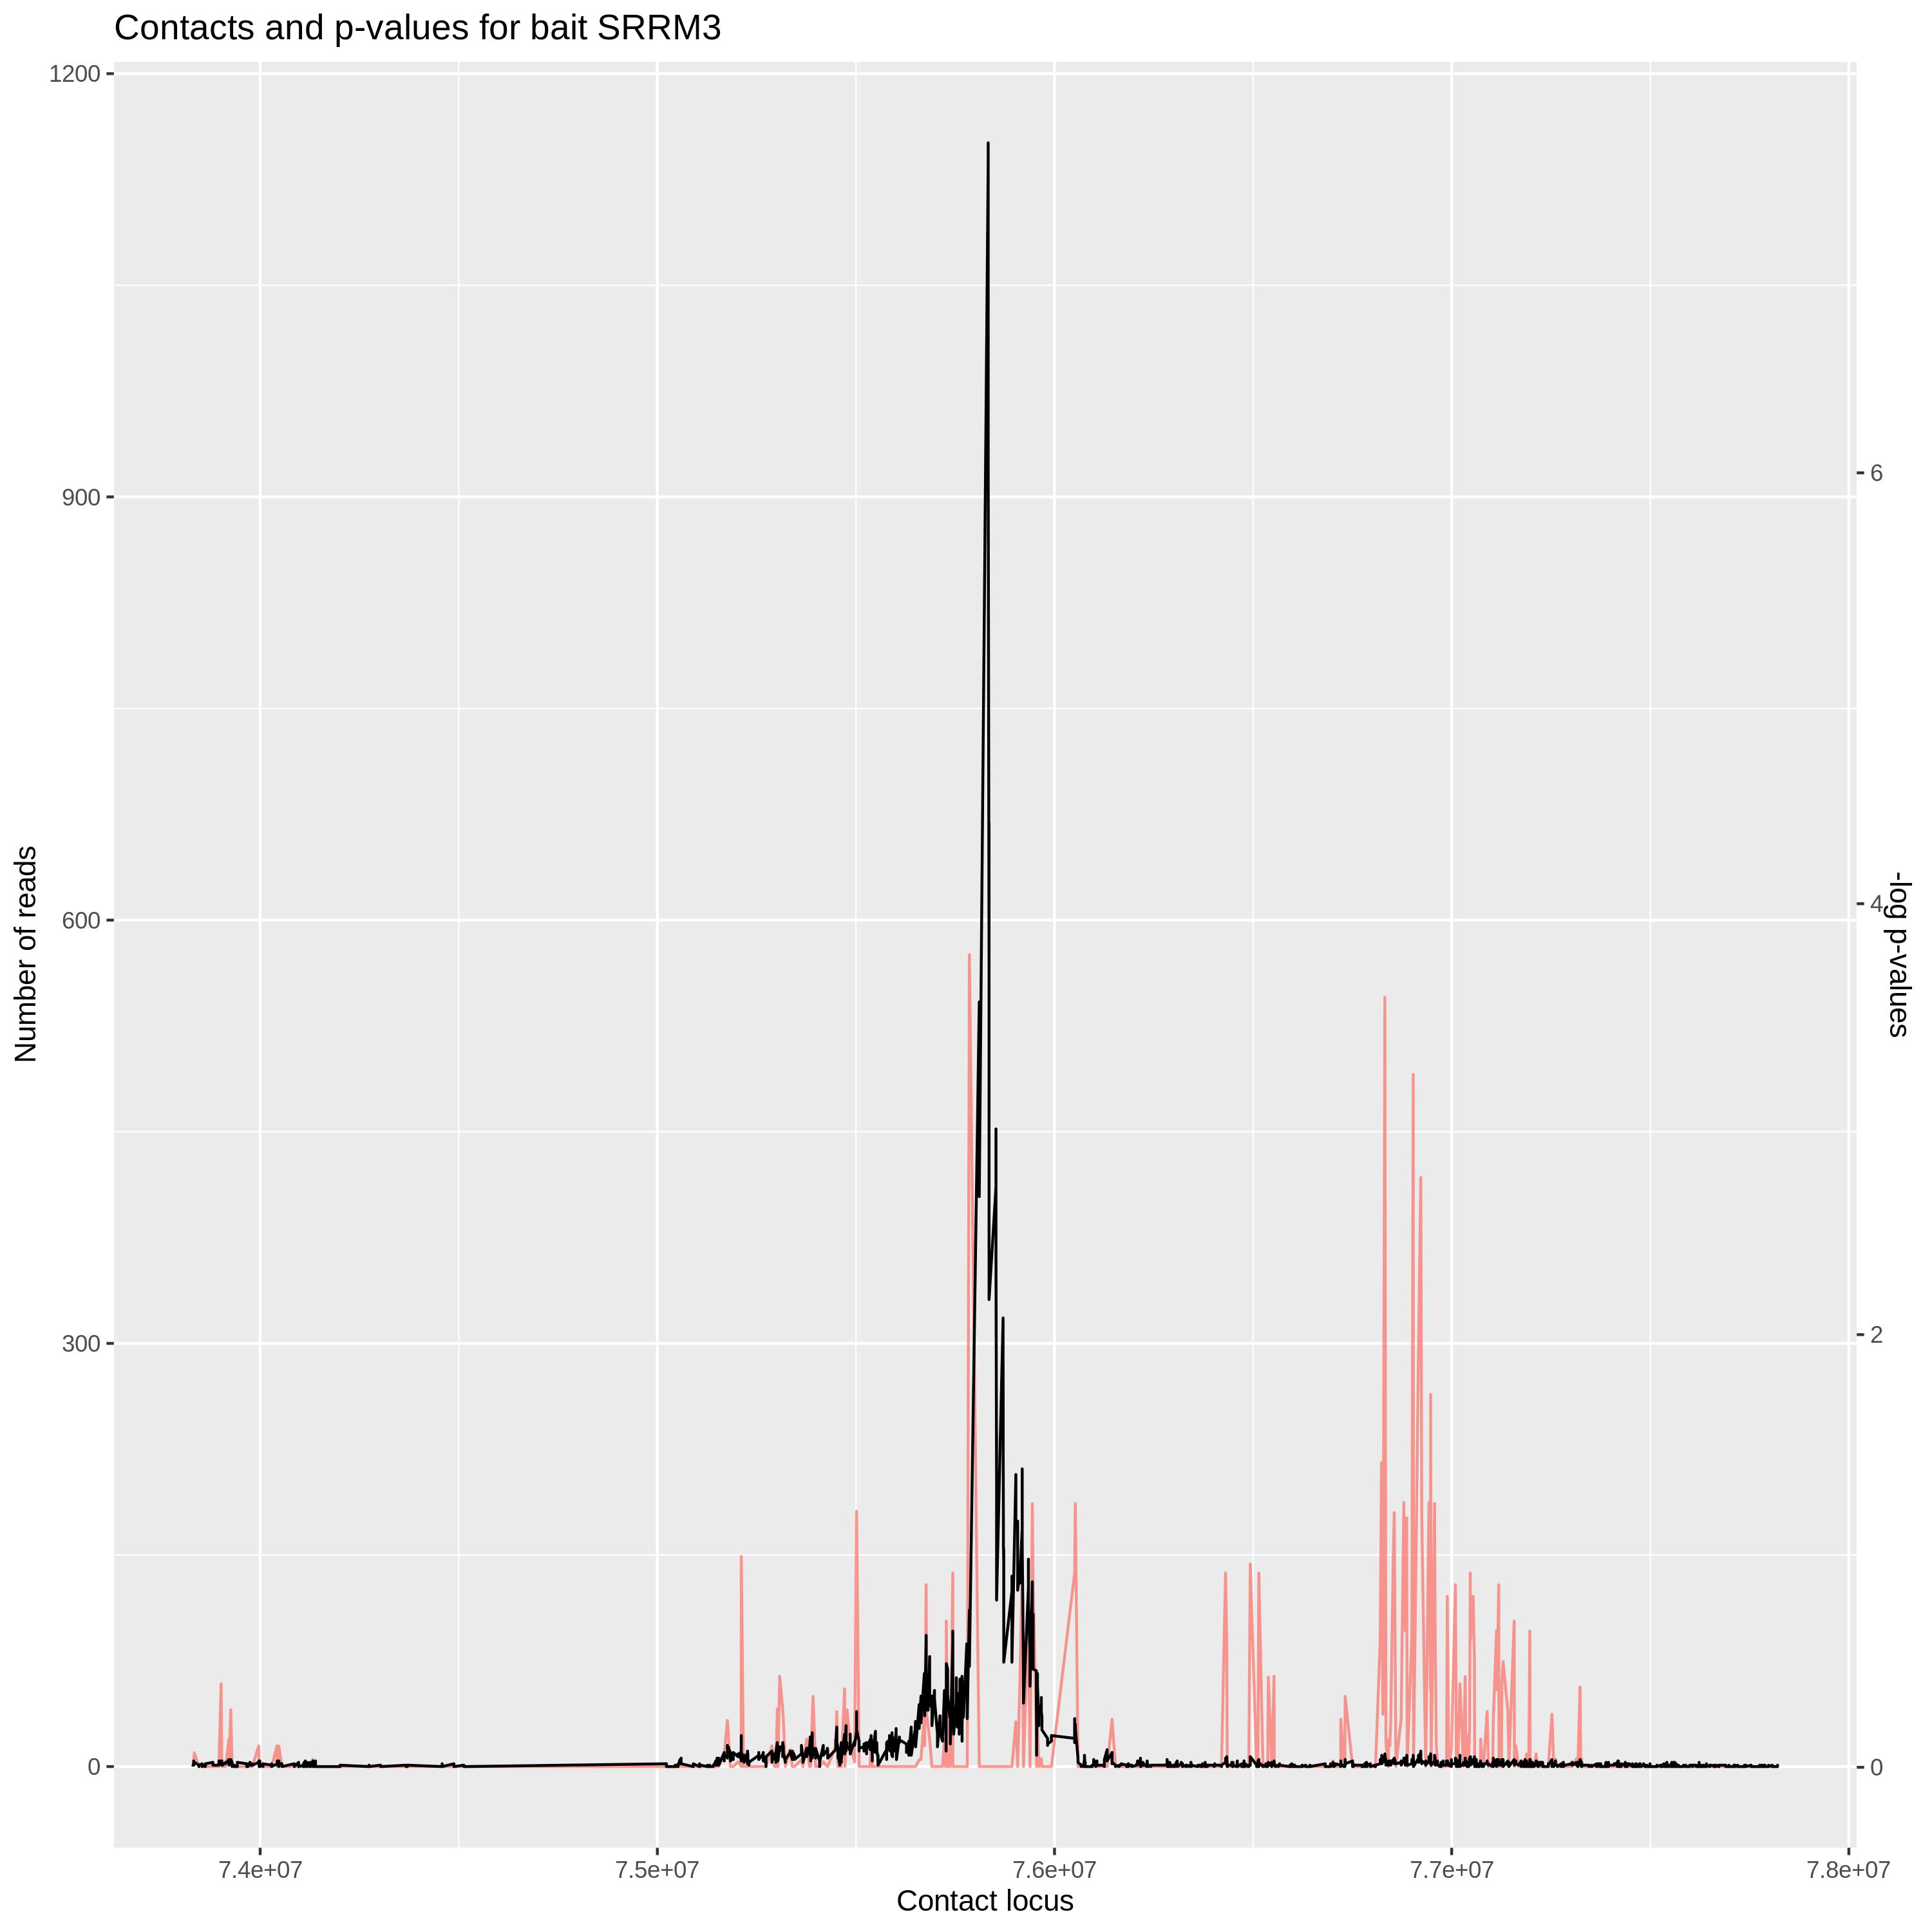 Contacts and p-values for bait SRRM3
1200
900
600
300
0
Number of reads
6
4
2
0
-log p-values
7.4e+07
7.5e+07
7.6e+07
7.7e+07
7.8e+07
Contact locus